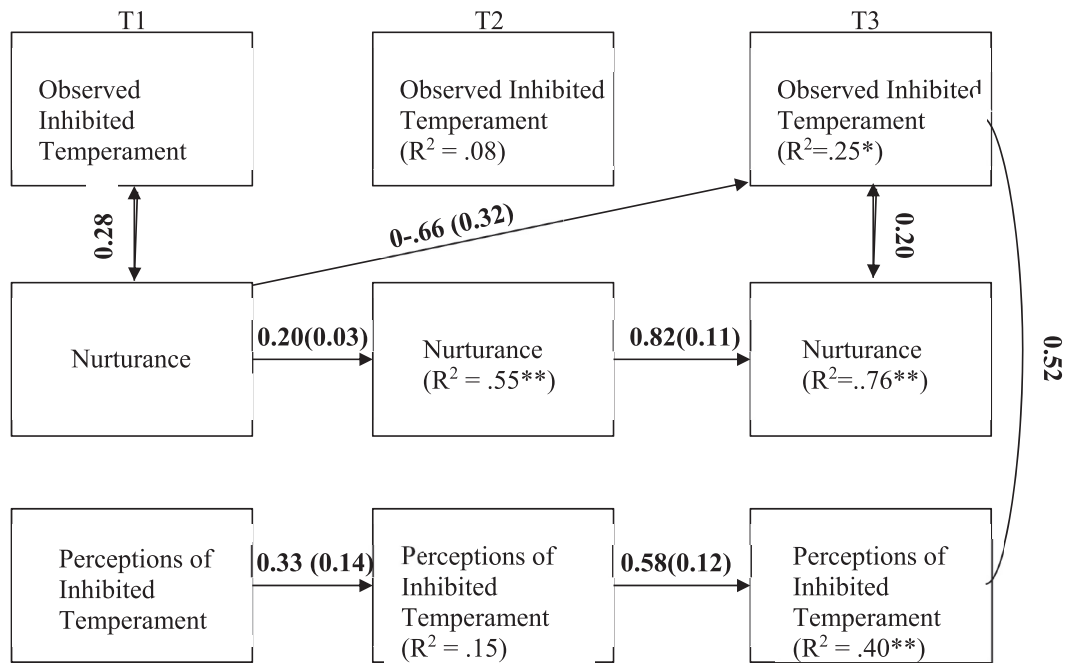 T1
T2
T3
Observed
Inhibited
Temperament
Observed Inhibited
Temperament
(R² = .08)
Observed Inhibited
Temperament
(R²=.25*)
0.28
0-.66 (0.32)
0.20
Nurturance
0.20(0.03)
Nurturance
(R² = .55**)
0.82(0.11)
Nurturance
(R²=..76**)
0.52
Perceptions of
Inhibited
Temperament
0.33 (0.14)
Perceptions of
Inhibited
Temperament
(R² = .15)
0.58(0.12)
Perceptions of
Inhibited
Temperament
(R² = .40**)